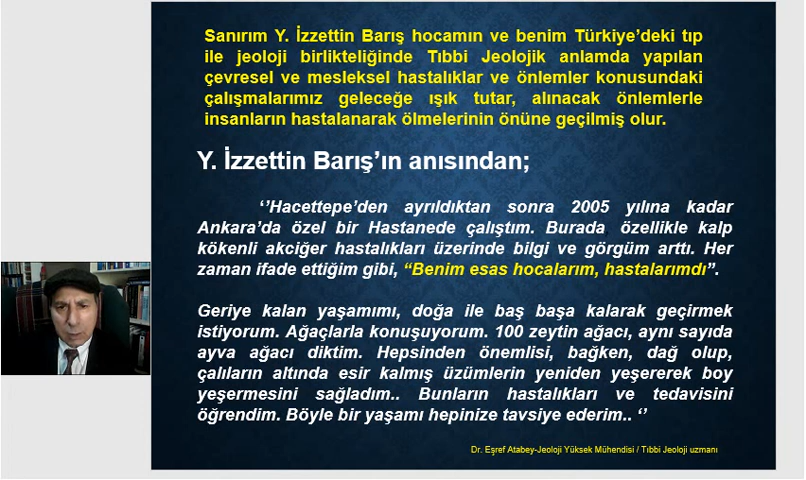 Sanırım Y. İzzettin Barış hocamın ve benim Türkiye’deki tıp
ile jeoloji birlikteliğinde Tıbbi Jeolojik anlamda yapılan
çevresel ve mesleksel hastalıklar ve önlemler konusundaki
çalışmalarımız geleceğe ışık tutar, alınacak önlemlerle
insanların hastalanarak ölmelerinin önüne geçilmiş olur.
Y. İzzettin Barış’ın anısından;
‘’Hacettepe’den ayrıldıktan sonra 2005 yılına kadar
Ankara’da özel bir Hastanede çalıştım. Burada özellikle kalp
kökenli akciğer hastalıkları üzerinde bilgi ve görgüm arttı. Her
zaman ifade ettiğim gibi, “Benim esas hocalarım, hastalarımdı”.
Geriye kalan yaşamımı, doğa ile baş başa kalarak geçirmek
istiyorum. Ağaçlarla konuşuyorum. 100 zeytin ağacı, aynı sayıda
ayva ağacı diktim. Hepsinden önemlisi, bağken, dağ olup,
çalıların altında esir kalmış üzümlerin yeniden yeşererek boy
yeşermesini sağladım.. Bunların hastalıkları ve tedavisini
öğrendim. Böyle bir yaşamı hepinize tavsiye ederim.. ‘’
Dr. Eşref Atabey-Jeoloji Yüksek Mühendisi / Tıbbi Jeoloji uzmanı